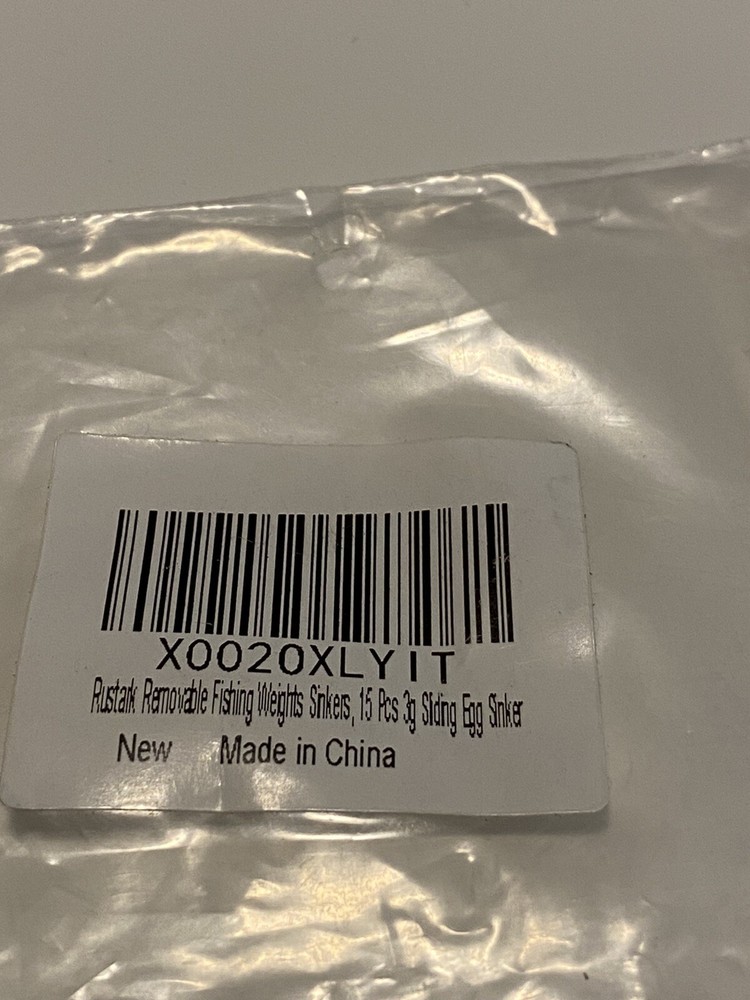 X0020XLYIT
Rustark Removable Fishing Weights Sinkers, 15 Pcs 3g Sliding Egg Sinker
New Made in China